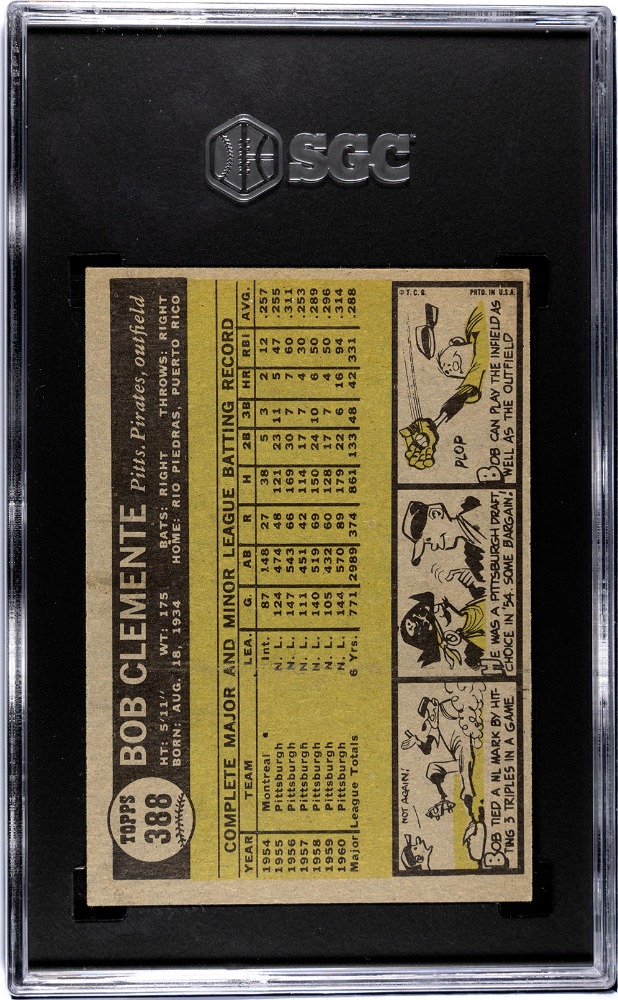 SGC
TOPPS
388
BOB CLEMENTE Pitts. Pirates, outfield
HT: 5'11" WT: 175 BATS: RIGHT THROWS: RIGHT
BORN: AUG. 18, 1934 HOME: RIO PIEDRAS, PUERTO RICO
COMPLETE MAJOR AND MINOR LEAGUE BATTING RECORD
YEAR TEAM LEA. G. AB R H 2B 3B HR RBI AVG.
1954 Montreal Int. 87 148 27 38 5 3 2 12 .257
1955 Pittsburgh N. L. 124 474 48 121 23 11 5 47 .255
1956 Pittsburgh N. L. 147 543 66 169 30 7 7 60 .311
1957 Pittsburgh N. L. 111 451 42 114 17 7 4 30 .253
1958 Pittsburgh N. L. 140 519 69 150 24 10 6 50 .289
1959 Pittsburgh N. L. 105 432 60 128 17 7 4 50 .296
1960 Pittsburgh N. L. 144 570 89 179 22 6 16 94 .314
Major League Totals 6 Yrs. 771 2989 374 861 133 48 42 331 .288
NOT AGAIN!
BOB TIED A NL MARK BY HIT-
TING 3 TRIPLES IN A GAME
HE WAS A PITTSBURGH DRAFT
CHOICE IN '54. SOME BARGAIN!
© T. C. G. PRTD. IN U.S.A.
PLOP
BOB CAN PLAY THE INFIELD AS
WELL AS THE OUTFIELD